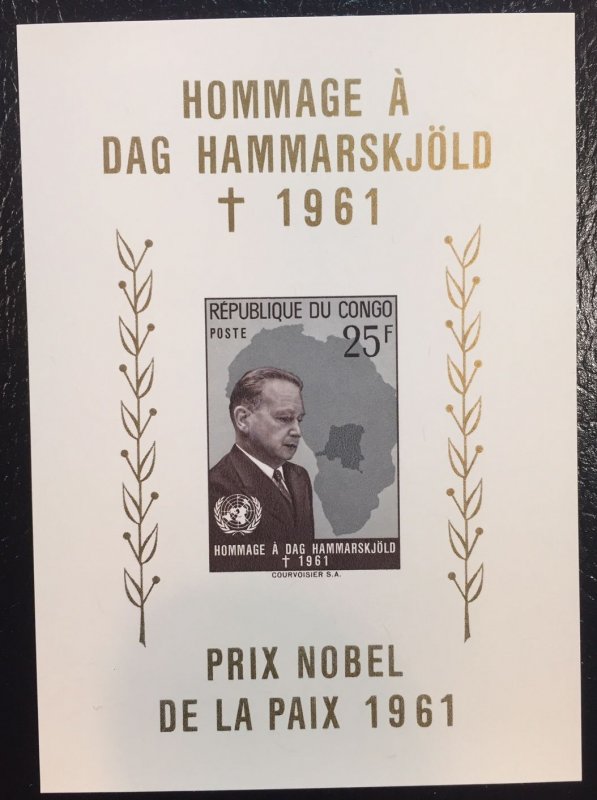 HOMMAGE À
DAG HAMMARSKJÖLD
† 1961
RÉPUBLIQUE DU CONGO
POSTE 25F
HOMMAGE À DAG HAMMARSKJÖLD
† 1961
COURVOISIER S.A.
PRIX NOBEL
DE LA PAIX 1961